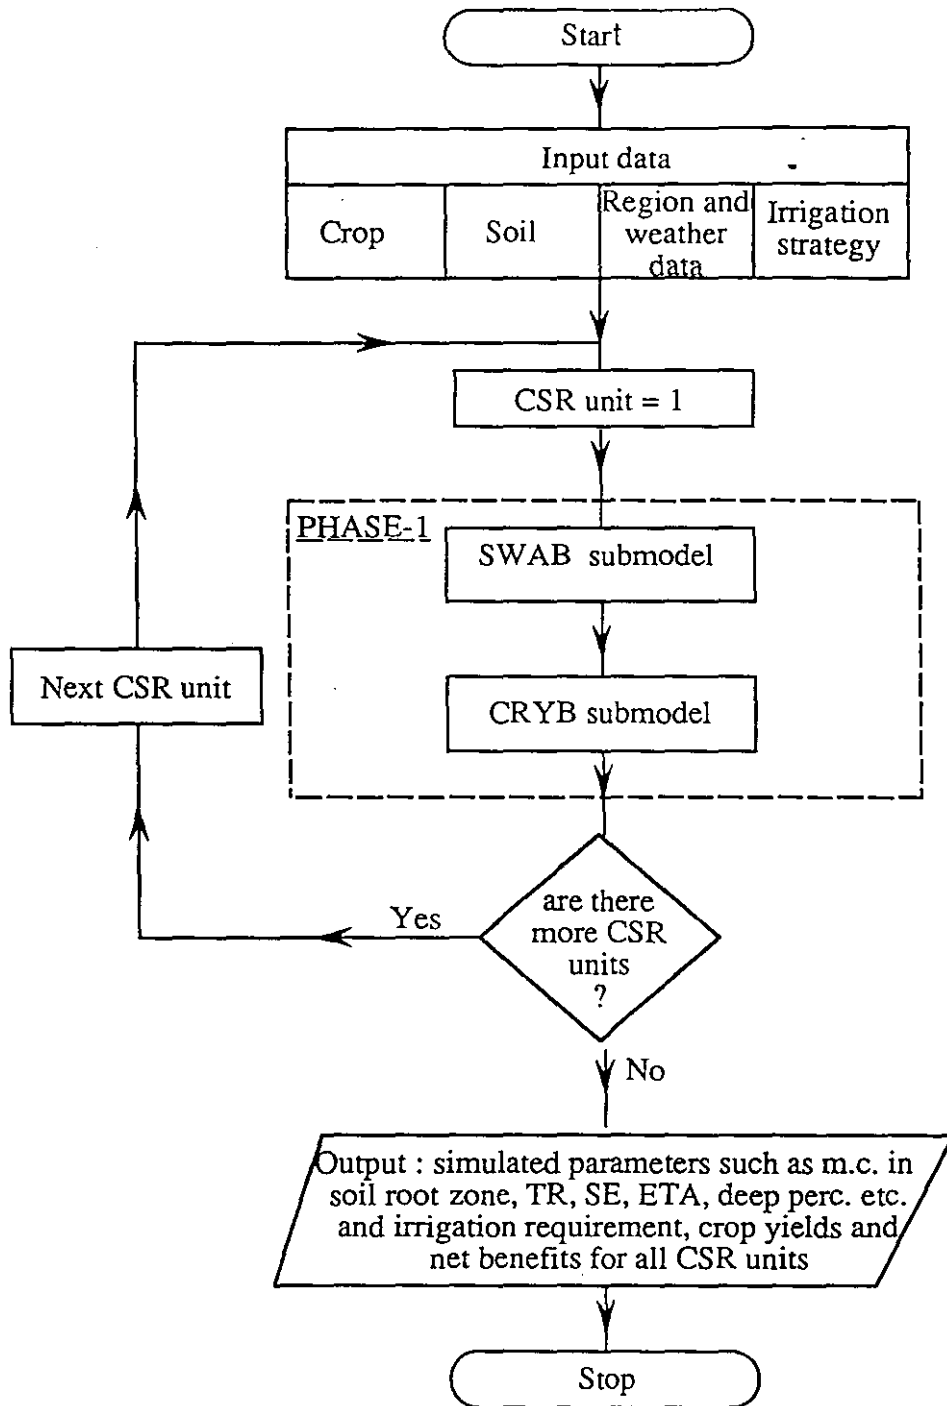 Start
Input data
Crop
Soil
Region and
weather
data
Irrigation
strategy
CSR unit = 1
PHASE-1
SWAB submodel
CRYB submodel
Next CSR unit
are there
more CSR
units
?
Yes
No
Output : simulated parameters such as m.c. in
soil root zone, TR, SE, ETA, deep perc. etc.
and irrigation requirement, crop yields and
net benefits for all CSR units
Stop